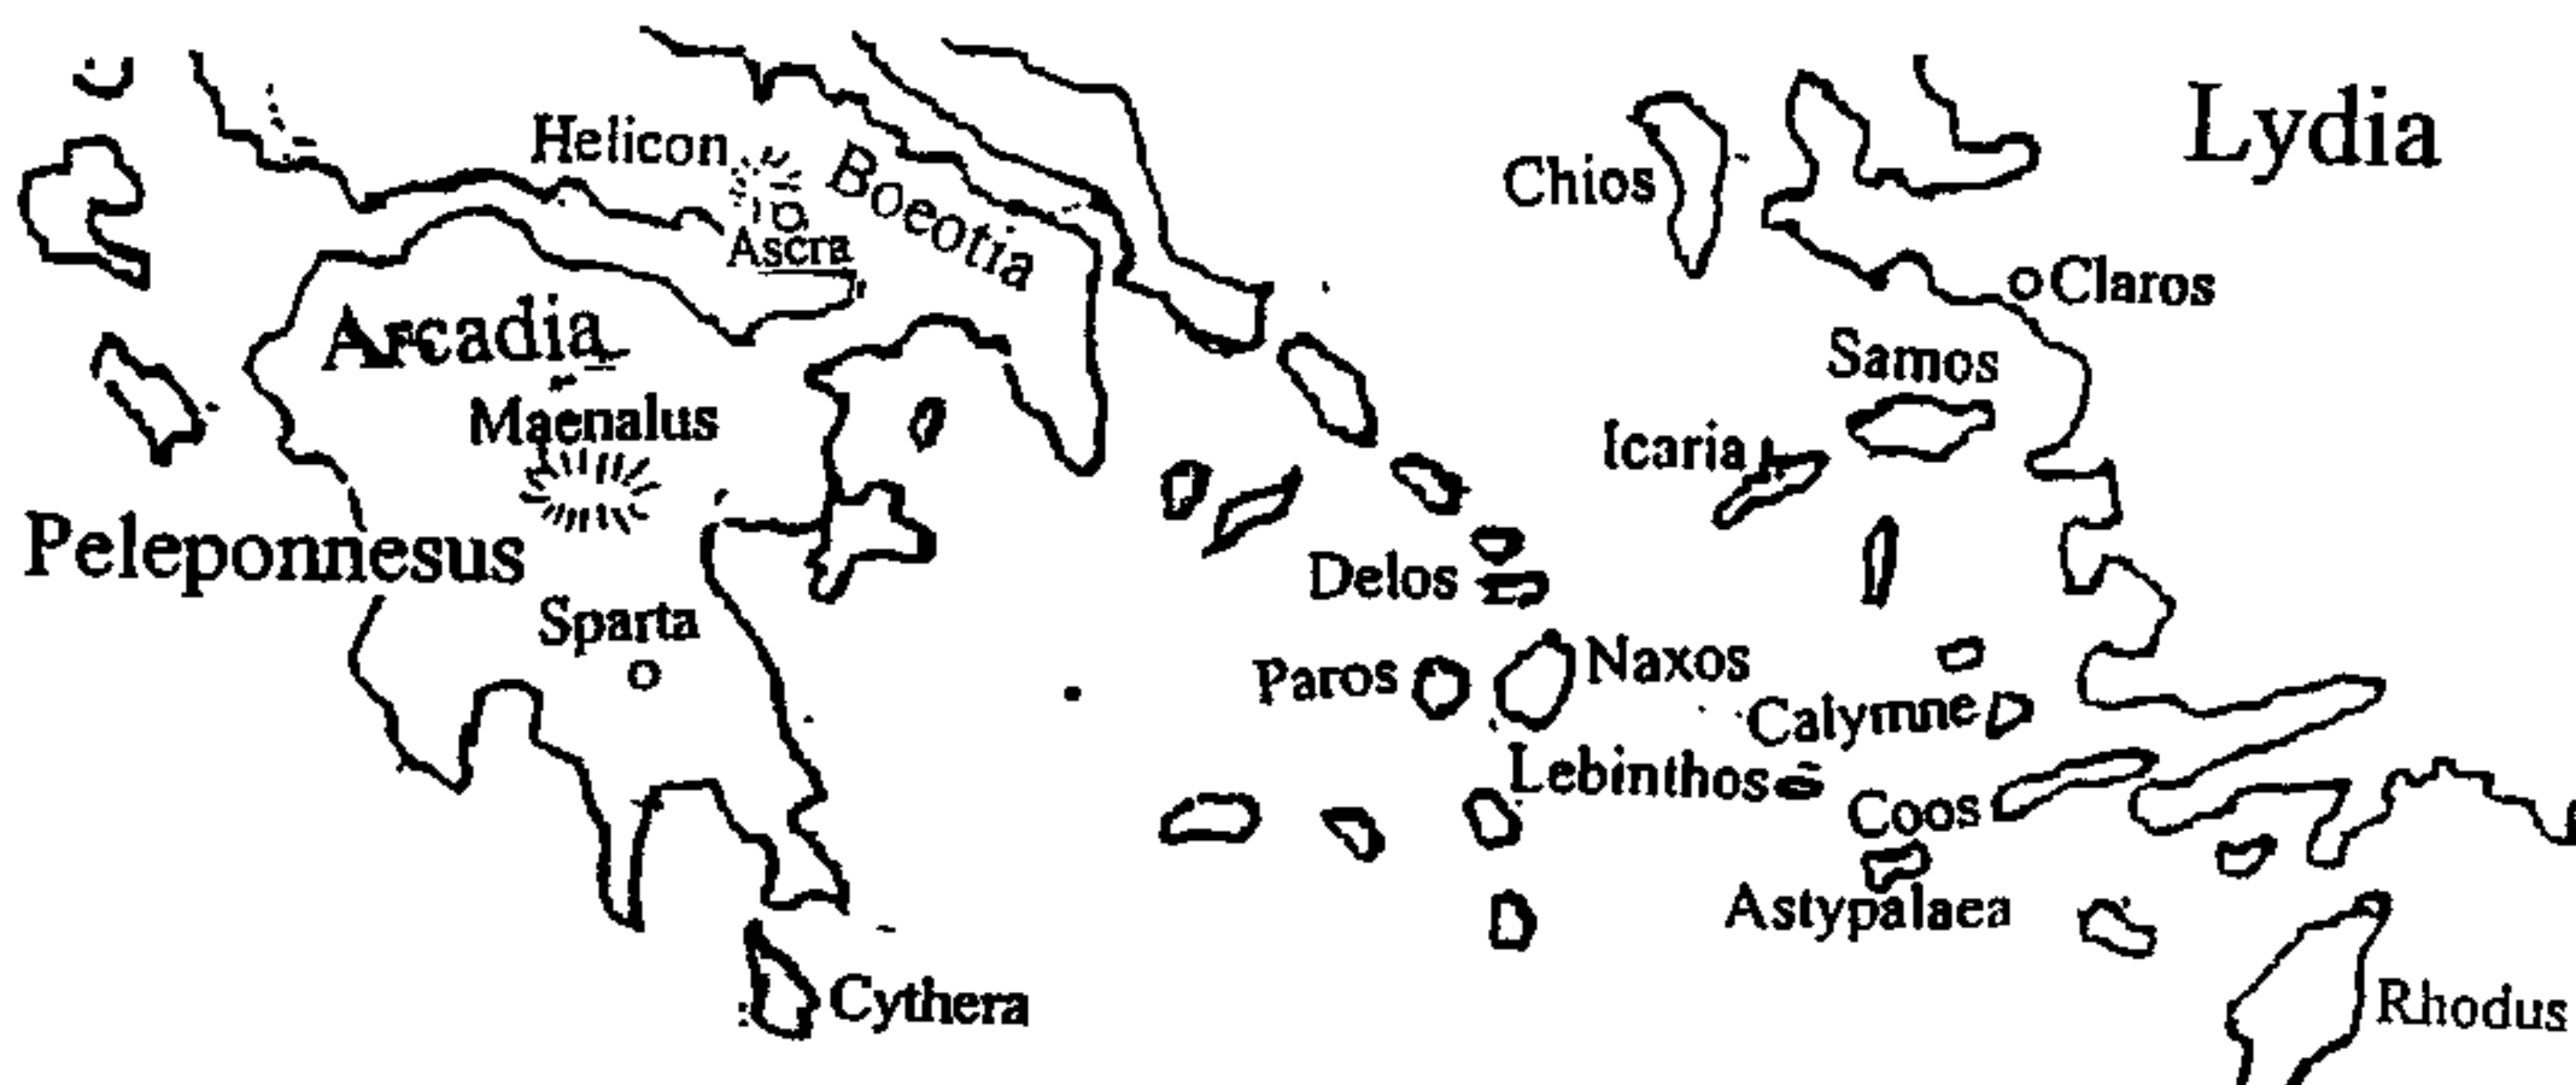 Lydia
Helicon
Boeotia
Chios
Ascra
Claros
Arcadia
Samos
Maenalus
Icaria
Peleponnesus
Delos
Sparta
Naxos
Paros
Calymne
Lebinthos
Coos
Astypalaea
Cythera
Rhodus